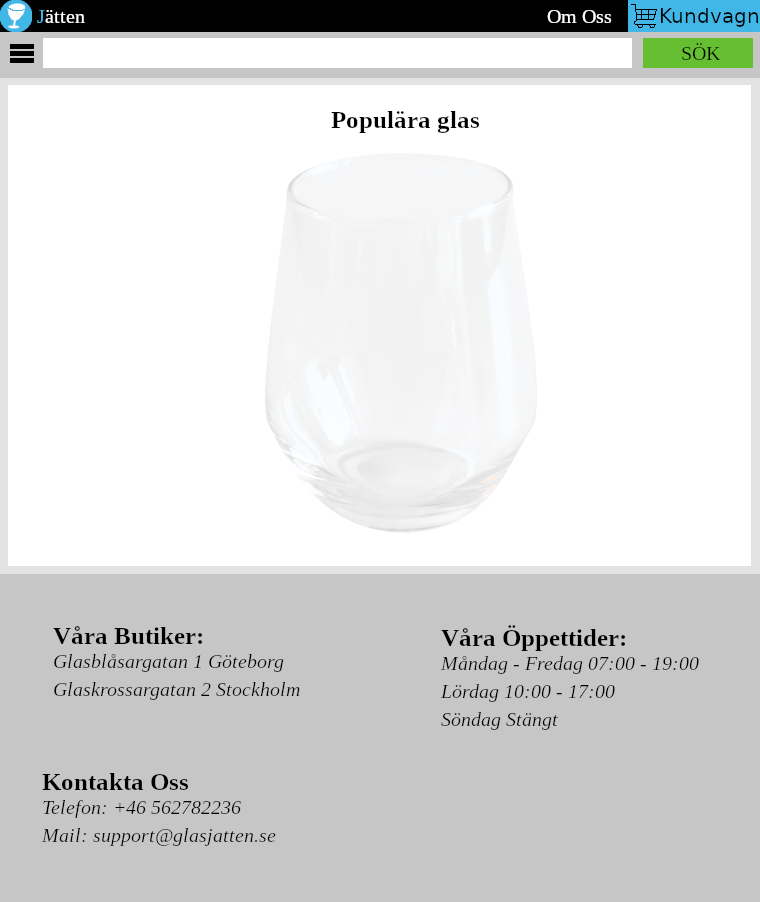 Jätten
Om Oss
Kundvagn
SÖK
Populära glas
Våra Butiker:
Glasblåsargatan 1 Göteborg
Glaskrossargatan 2 Stockholm
Våra Öppettider:
Måndag - Fredag 07:00 - 19:00
Lördag 10:00 - 17:00
Söndag Stängt
Kontakta Oss
Telefon: +46 562782236
Mail: support@glasjatten.se